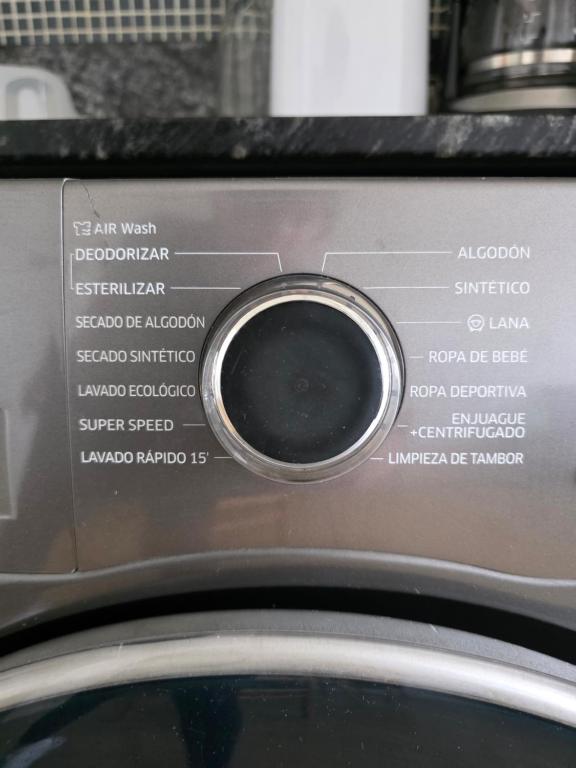 AIR Wash
DEODORIZAR
ESTERILIZAR
SECADO DE ALGODÓN
SECADO SINTÉTICO
LAVADO ECOLÓGICO
SUPER SPEED
LAVADO RÁPIDO 15'
ALGODÓN
SINTÉTICO
LANA
ROPA DE BEBÉ
ROPA DEPORTIVA
ENJUAGUE
+CENTRIFUGADO
LIMPIEZA DE TAMBOR